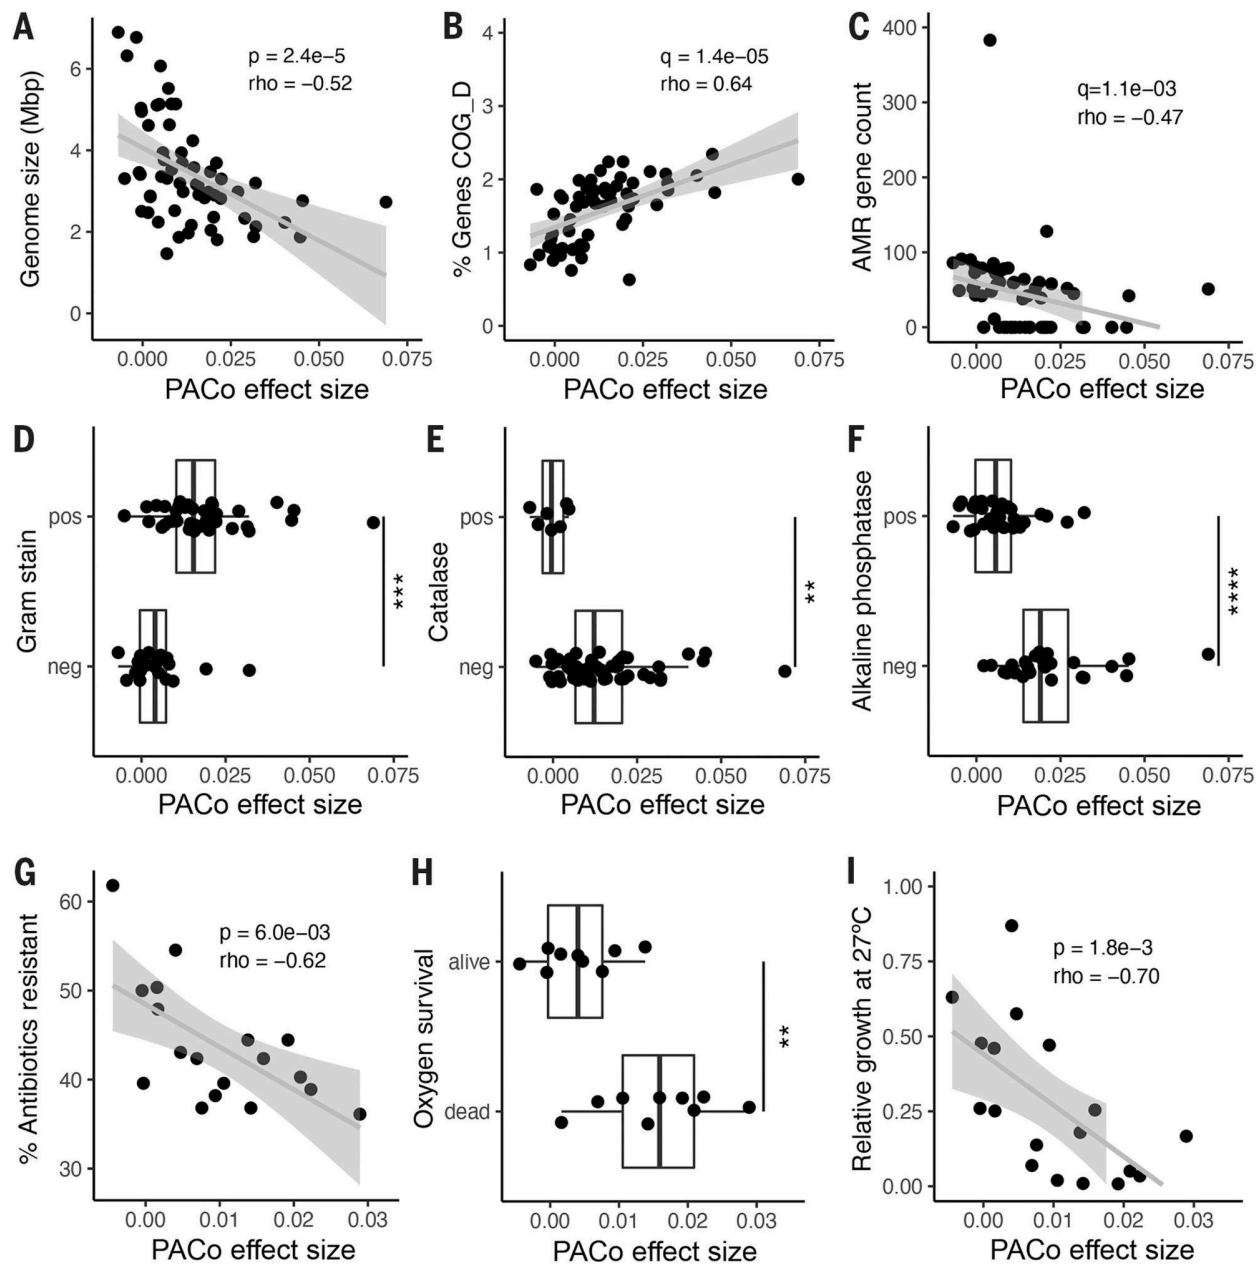 A
Genome size (Mbp)
6
4
2
0
p = 2.4e−5
rho = −0.52
0.000 0.025 0.050 0.075
PACo effect size
B
% Genes COG_D
4
3
2
1
0
q = 1.4e−05
rho = 0.64
0.000 0.025 0.050 0.075
PACo effect size
C
AMR gene count
400
300
200
100
0
q=1.1e−03
rho = −0.47
0.000 0.025 0.050 0.075
PACo effect size
D
Gram stain
pos
neg
***
0.000 0.025 0.050 0.075
PACo effect size
E
Catalase
pos
neg
**
0.000 0.025 0.050 0.075
PACo effect size
F
Alkaline phosphatase
pos
neg
****
0.000 0.025 0.050 0.075
PACo effect size
G
% Antibiotics resistant
60
50
40
30
p = 6.0e−03
rho = −0.62
0.00 0.01 0.02 0.03
PACo effect size
H
Oxygen survival
alive
dead
**
0.00 0.01 0.02 0.03
PACo effect size
I
Relative growth at 27ºC
1.00
0.75
0.50
0.25
0.00
p = 1.8e−3
rho = −0.70
0.00 0.01 0.02 0.03
PACo effect size